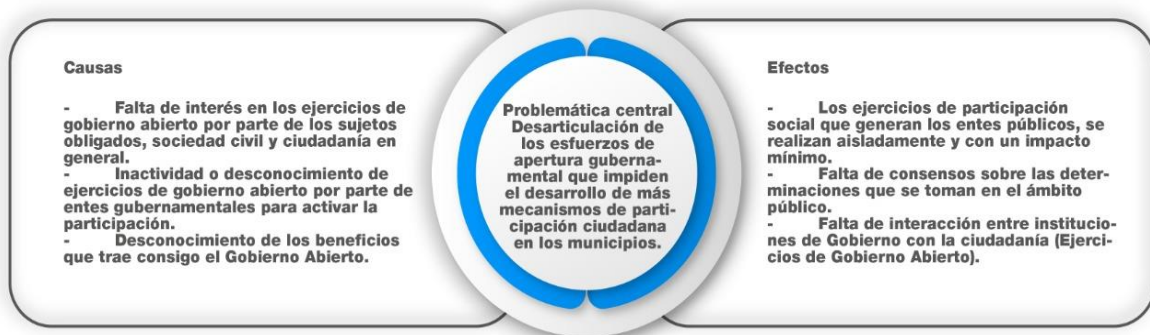 Causas
- Falta de interés en los ejercicios de
gobierno abierto por parte de los sujetos
obligados, sociedad civil y ciudadanía en
general.
- Inactividad o desconocimiento de
ejercicios de gobierno abierto por parte de
entes gubernamentales para activar la
participación.
- Desconocimiento de los beneficios
que trae consigo el Gobierno Abierto.
Problemática central
Desarticulación de
los esfuerzos de
apertura guberna-
mental que impiden
el desarrollo de más
mecanismos de parti-
cipación ciudadana
en los municipios.
Efectos
- Los ejercicios de participación
social que generan los entes públicos, se
realizan aisladamente y con un impacto
mínimo.
- Falta de consensos sobre las deter-
minaciones que se toman en el ámbito
público.
- Falta de interacción entre institucio-
nes de Gobierno con la ciudadanía (Ejerci-
cios de Gobierno Abierto).